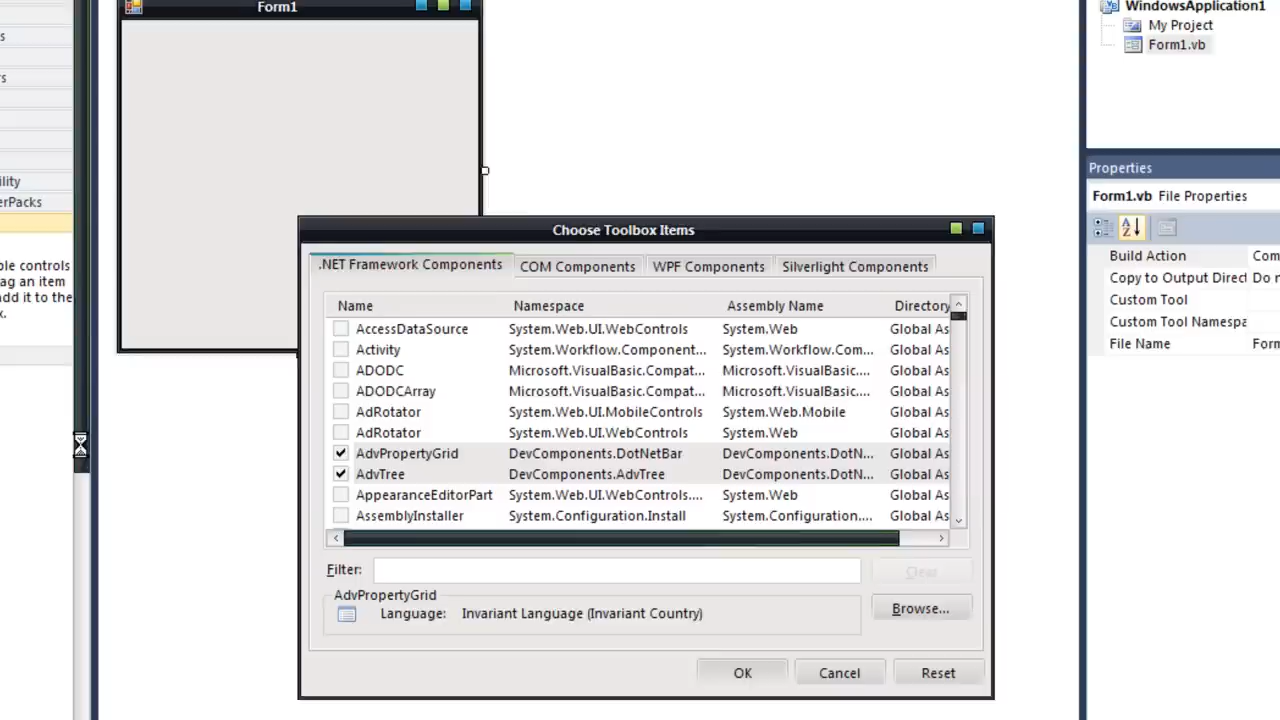 Form1
WindowsApplication1
My Project
Form1.vb
s
rs
ility
erPacks
ble controls
ag an item
add it to the
x.
Properties
Form1.vb File Properties
Build Action Com
Copy to Output Direct Do n
Custom Tool
Custom Tool Namespa
File Name Form
Choose Toolbox Items
.NET Framework Components COM Components WPF Components Silverlight Components
Name Namespace Assembly Name Directory
AccessDataSource System.Web.UI.WebControls System.Web Global As
Activity System.Workflow.Component... System.Workflow.Com... Global As
ADODC Microsoft.VisualBasic.Compat... Microsoft.VisualBasic.... Global As
ADODCArray Microsoft.VisualBasic.Compat... Microsoft.VisualBasic.... Global As
AdRotator System.Web.UI.MobileControls System.Web.Mobile Global As
AdRotator System.Web.UI.WebControls System.Web Global As
AdvPropertyGrid DevComponents.DotNetBar DevComponents.DotN... Global As
AdvTree DevComponents.AdvTree DevComponents.DotN... Global As
AppearanceEditorPart System.Web.UI.WebControls.... System.Web Global As
AssemblyInstaller System.Configuration.Install System.Configuration.... Global As
Filter: Clear
AdvPropertyGrid
Language: Invariant Language (Invariant Country) Browse...
OK Cancel Reset